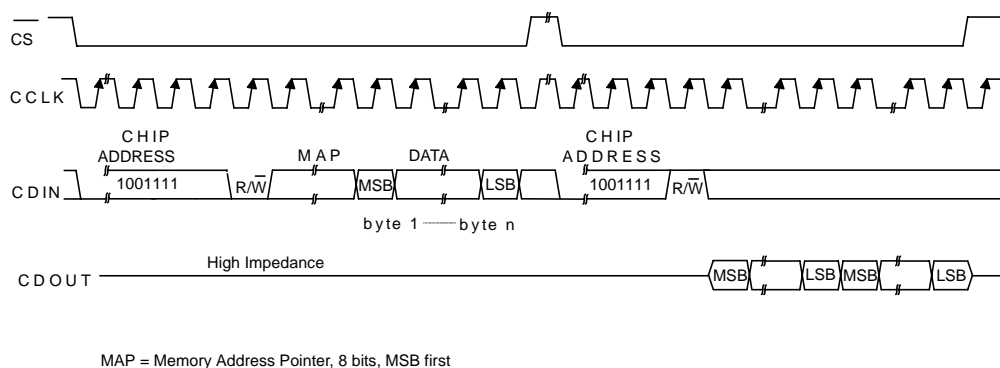 CS
CCLK
CHIP ADDRESS
MAP
DATA
CHIP ADDRESS
CDIN
1001111
R/W
MSB
LSB
1001111
R/W
byte 1
byte n
High Impedance
CDOUT
MSB
LSB
MSB
LSB
MAP = Memory Address Pointer, 8 bits, MSB first